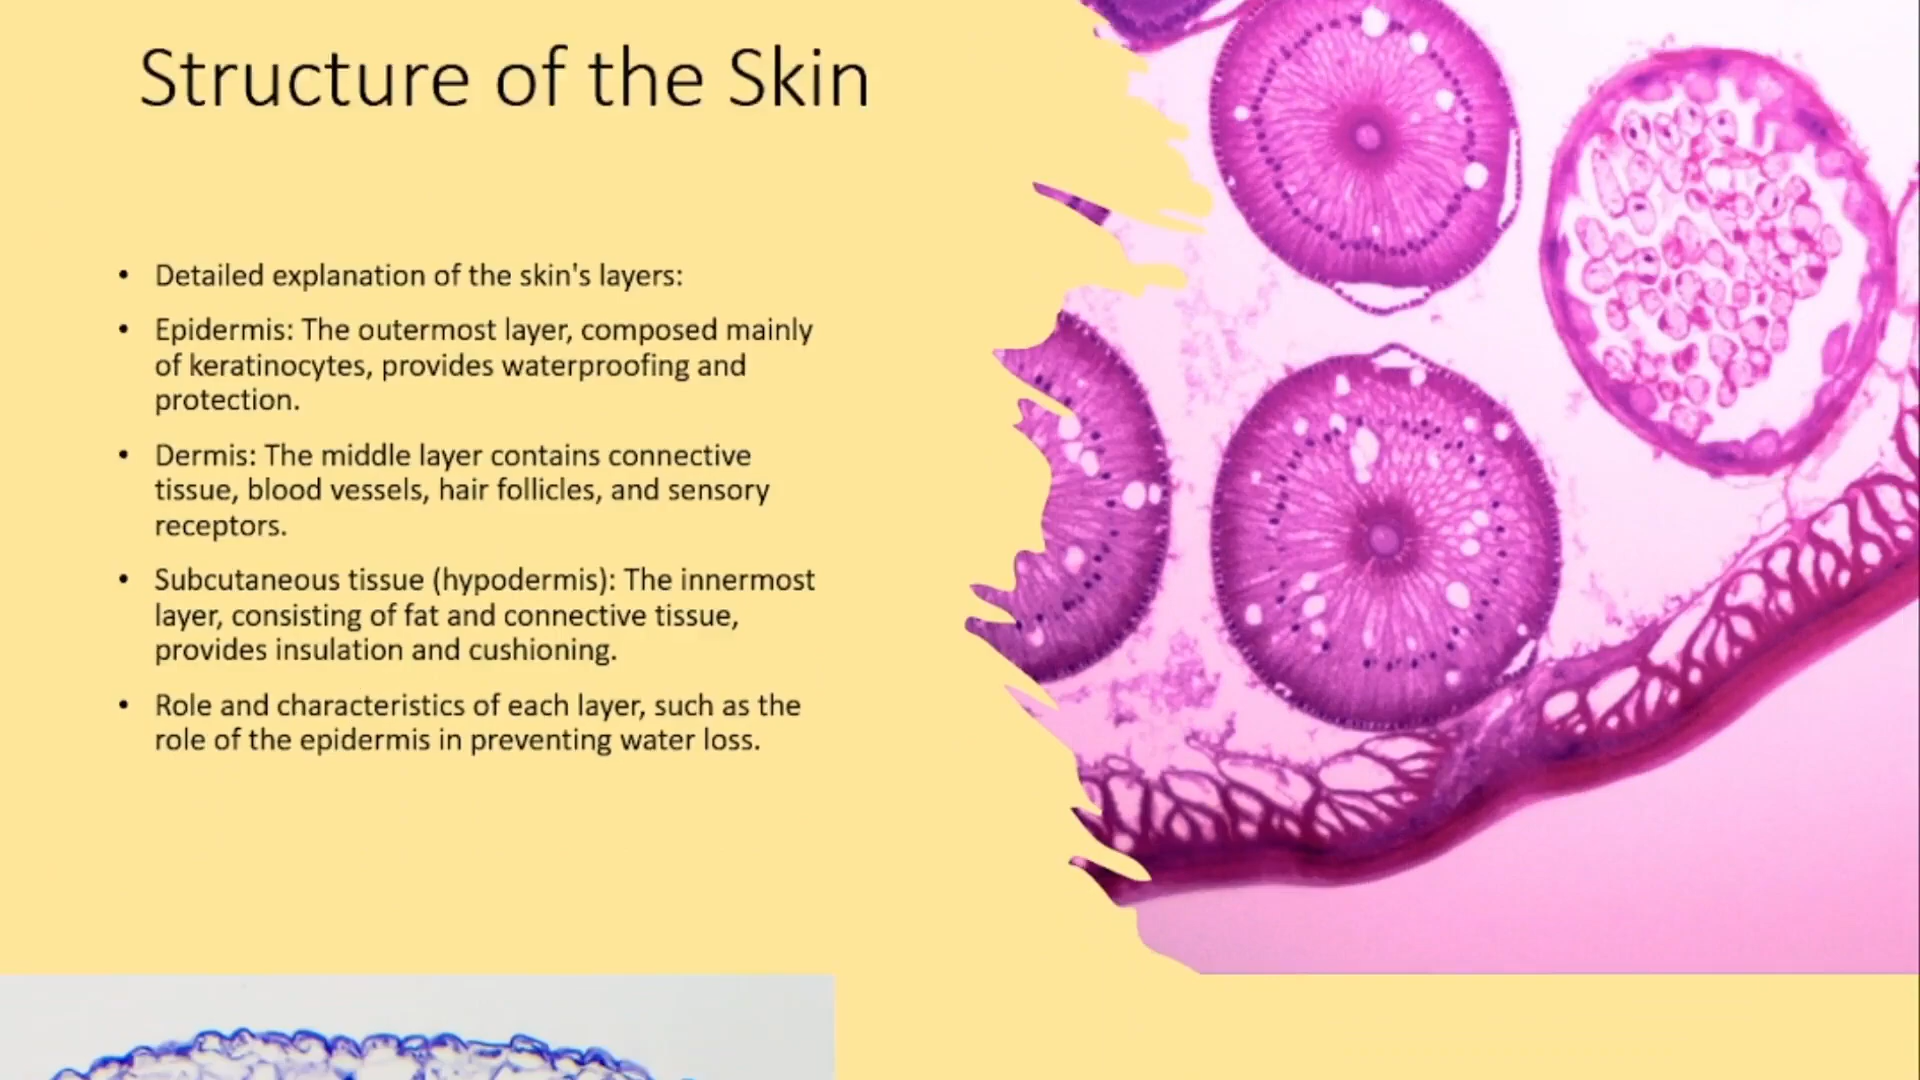 Structure of the Skin
• Detailed explanation of the skin's layers:
• Epidermis: The outermost layer, composed mainly
of keratinocytes, provides waterproofing and
protection.
• Dermis: The middle layer contains connective
tissue, blood vessels, hair follicles, and sensory
receptors.
• Subcutaneous tissue (hypodermis): The innermost
layer, consisting of fat and connective tissue,
provides insulation and cushioning.
• Role and characteristics of each layer, such as the
role of the epidermis in preventing water loss.